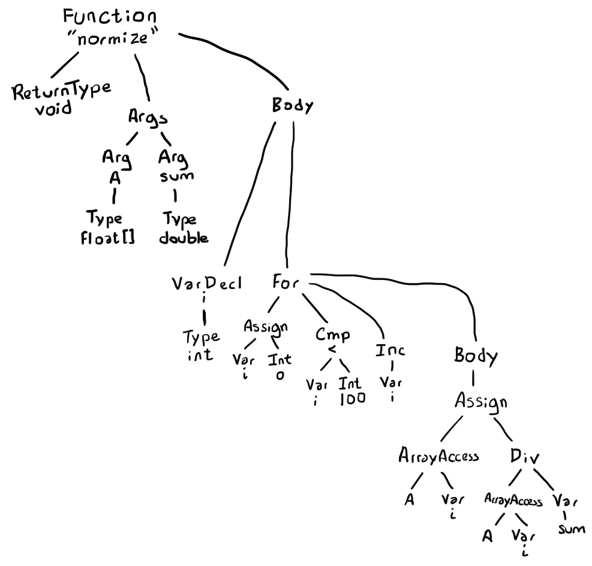 Function
"normize"
ReturnType
void
Args
Body
Arg
A
Arg
sum
Type
float[]
Type
double
VarDecl
i
For
Type
int
Assign
Var
i
Int
0
Cmp
<
Var
i
Int
100
Inc
Var
i
Body
Assign
ArrayAccess
Div
A
Var
i
ArrayAccess
Var
sum
A
Var
i